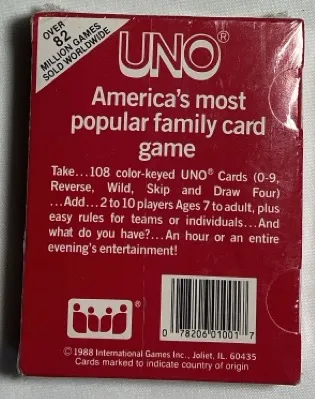 OVER
82
MILLION GAMES
SOLD WORLDWIDE
UNO®
America's most
popular family card
game
Take...108 color-keyed UNO® Cards (0-9,
Reverse, Wild, Skip and Draw Four)
...Add...2 to 10 players Ages 7 to adult, plus
easy rules for teams or individuals...And
what do you have?...An hour or an entire
evening's entertainment!
®
0 78206 01001 7
© 1988 International Games Inc., Joliet, IL. 60435
Cards marked to indicate country of origin